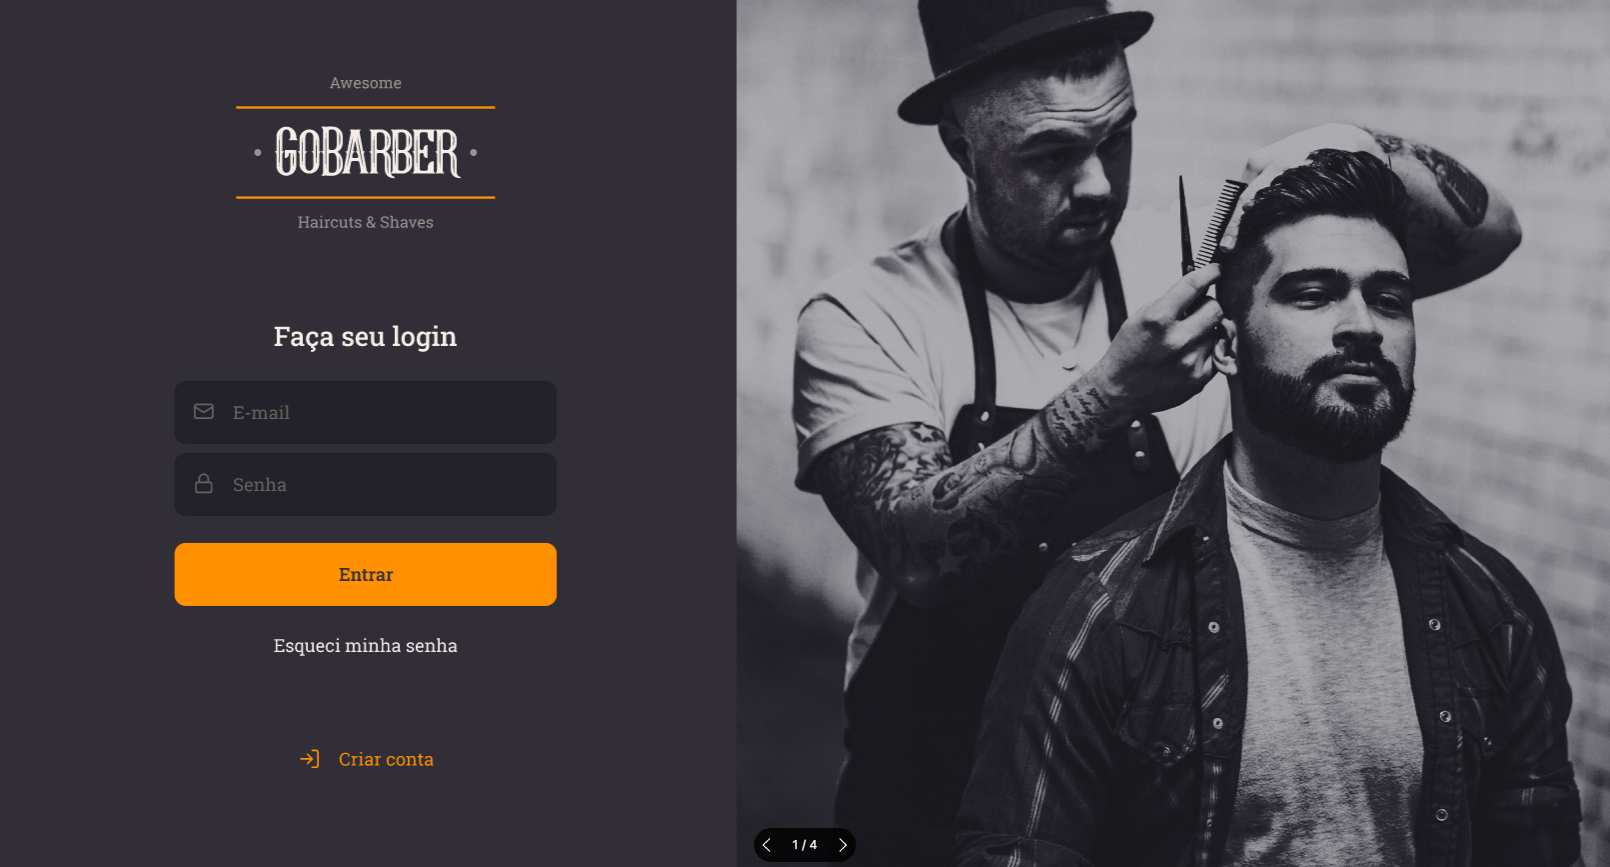 Awesome
GOBARBER
Haircuts & Shaves
Faça seu login
E-mail
Senha
Entrar
Esqueci minha senha
Criar conta
1 / 4